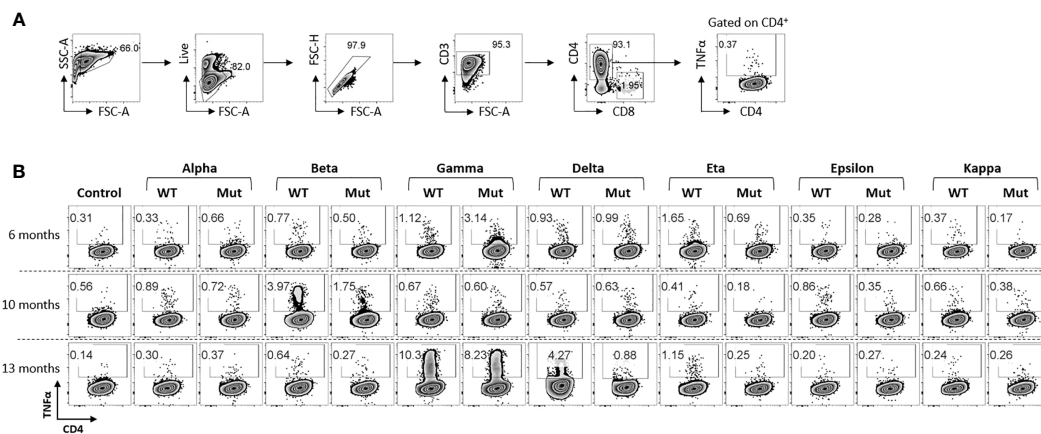 A
Gated on CD4+
SSC-A 66.0 FSC-A
Live 82.0 FSC-A
FSC-H 97.9 FSC-A
CD3 95.3 FSC-A
CD4 93.1 1.95 CD8
TNFα 0.37 CD4
B
Alpha Beta Gamma Delta Eta Epsilon Kappa
Control WT Mut WT Mut WT Mut WT Mut WT Mut WT Mut WT Mut
6 months 0.31 0.33 0.66 0.77 0.50 1.12 3.14 0.93 0.99 1.65 0.69 0.35 0.28 0.37 0.17
10 months 0.56 0.89 0.72 3.97 1.75 0.67 0.60 0.57 0.63 0.41 0.18 0.86 0.35 0.66 0.38
13 months 0.14 0.30 0.37 0.64 0.27 10.3 8.23 4.27 0.88 1.15 0.25 0.20 0.27 0.24 0.26
TNFα
CD4